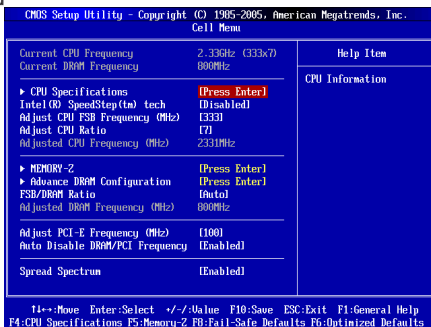 CMOS Setup Utility - Copyright (C) 1985-2005, American Megatrends, Inc.
Cell Menu
Current CPU Frequency 2.33GHz (333x7)
Current DRAM Frequency 800MHz
Help Item
CPU Information
▶ CPU Specifications [Press Enter]
Intel(R) SpeedStep(tm) tech [Disabled]
Adjust CPU FSB Frequency (MHz) [333]
Adjust CPU Ratio [7]
Adjusted CPU Frequency (MHz) 2331MHz
▶ MEMORY-Z [Press Enter]
▶ Advance DRAM Configuration [Press Enter]
FSB/DRAM Ratio [Auto]
Adjusted DRAM Frequency (MHz) 800MHz
Adjust PCI-E Frequency (MHz) [100]
Auto Disable DRAM/PCI Frequency [Enabled]
Spread Spectrum [Enabled]
↑↓←→:Move Enter:Select +/-/:Value F10:Save ESC:Exit F1:General Help
F4:CPU Specifications F5:Memory-Z F8:Fail-Safe Defaults F6:Optimized Defaults